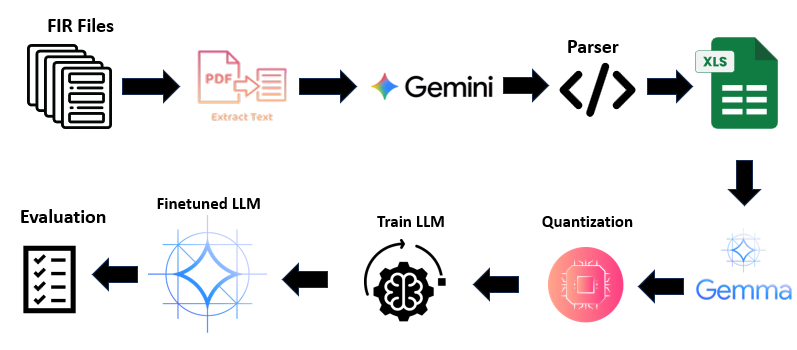 FIR Files
PDF
Extract Text
Gemini
Parser
</>
XLS
Evaluation
Finetuned LLM
Train LLM
Quantization
Gemma